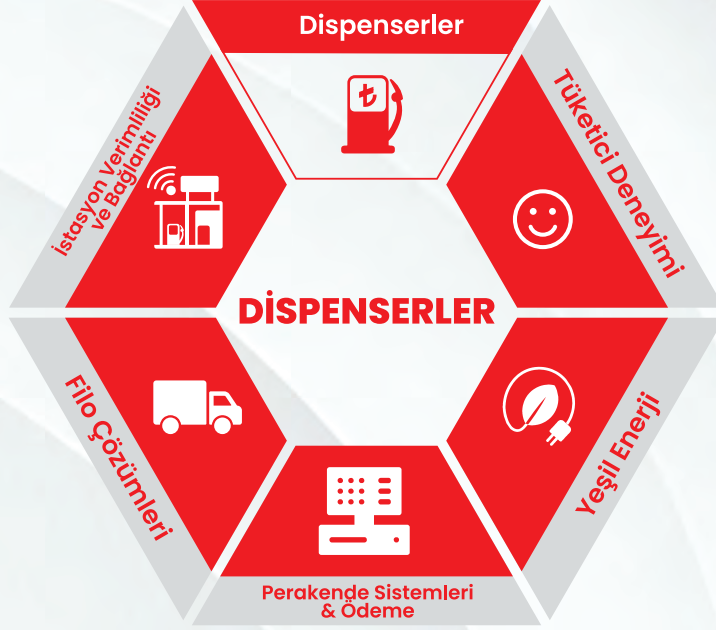 Dispenserler
Tüketici Deneyimi
Yeşil Enerji
Perakende Sistemleri
& Ödeme
Filo Çözümleri
İstasyon Verimliliği
ve Bağlantı
DİSPENSERLER